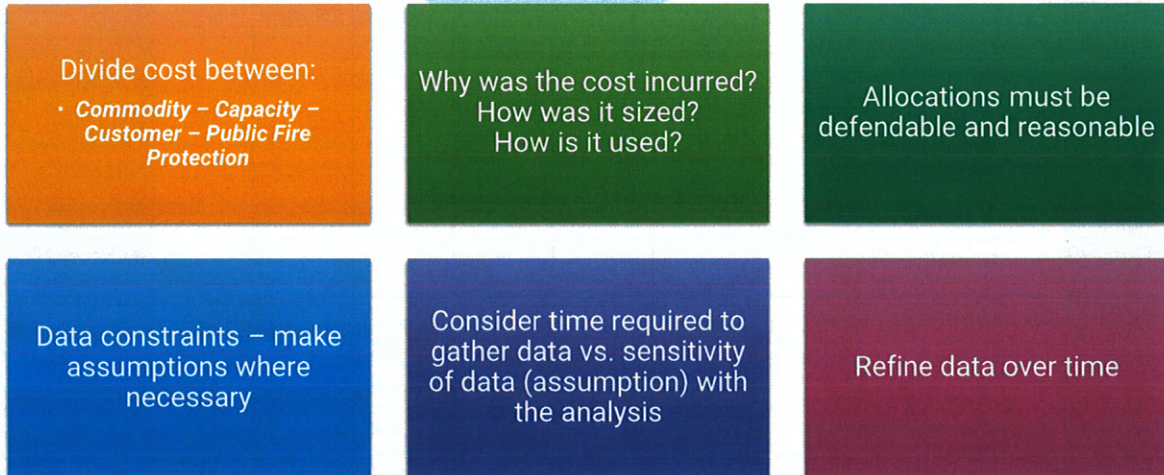 Divide cost between:
· Commodity – Capacity –
Customer – Public Fire
Protection
Why was the cost incurred?
How was it sized?
How is it used?
Allocations must be
defendable and reasonable
Data constraints – make
assumptions where
necessary
Consider time required to
gather data vs. sensitivity
of data (assumption) with
the analysis
Refine data over time